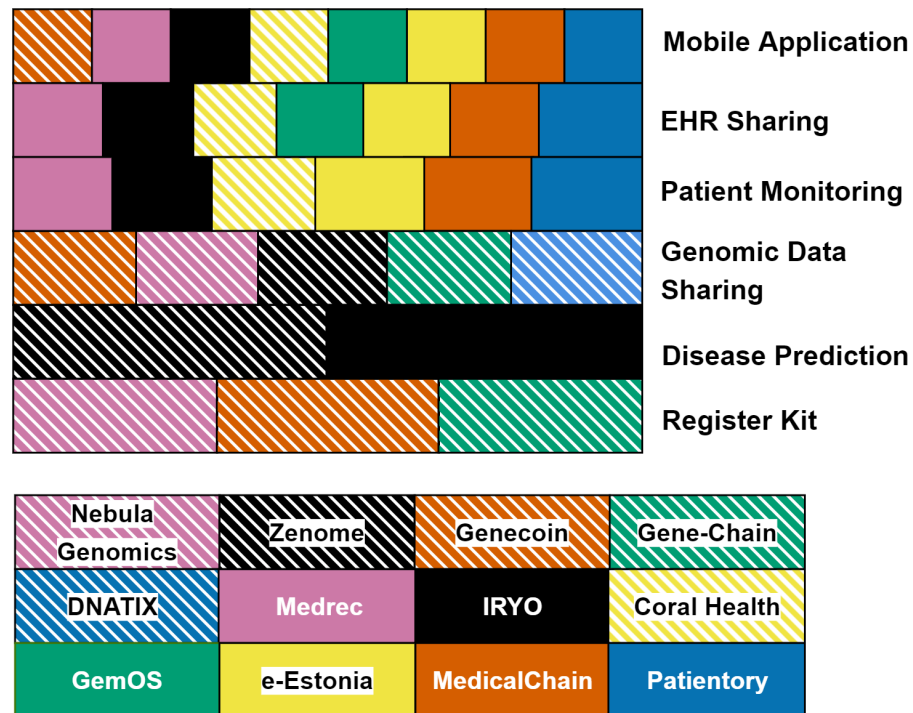 Mobile Application
EHR Sharing
Patient Monitoring
Genomic Data
Sharing
Disease Prediction
Register Kit
Nebula
Genomics
Zenome
Genecoin
Gene-Chain
DNATIX
Medrec
IRYO
Coral Health
GemOS
e-Estonia
MedicalChain
Patientory